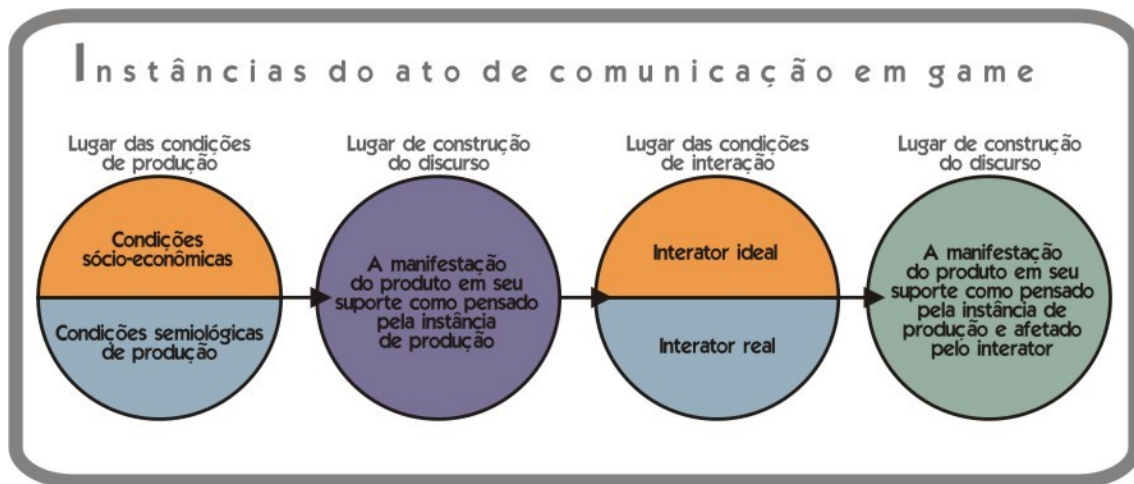 Instâncias do ato de comunicação em game
Lugar das condições
de produção
Condições
sócio-econômicas
Condições semiológicas
de produção
Lugar de construção
do discurso
A manifestação
do produto em seu
suporte como pensado
pela instância
de produção
Lugar das condições
de interação
Interator ideal
Interator real
Lugar de construção
do discurso
A manifestação
do produto em seu
suporte como pensado
pela instância de
produção e afetado
pelo interator